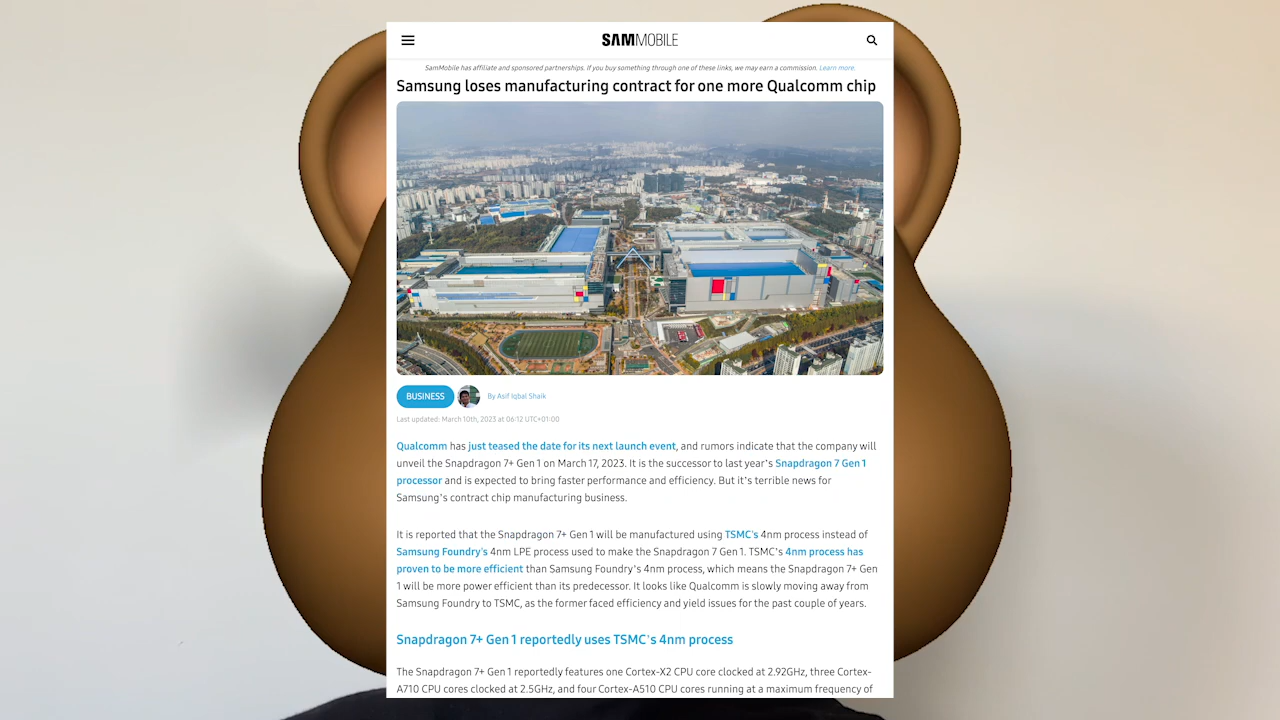 SAMMOBILE
SamMobile has affiliate and sponsored partnerships. If you buy something through one of these links, we may earn a commission. Learn more.
Samsung loses manufacturing contract for one more Qualcomm chip
BUSINESS
By Asif Iqbal Shaik
Last updated: March 10th, 2023 at 06:12 UTC+01:00
Qualcomm has just teased the date for its next launch event, and rumors indicate that the company will
unveil the Snapdragon 7+ Gen 1 on March 17, 2023. It is the successor to last year's Snapdragon 7 Gen 1
processor and is expected to bring faster performance and efficiency. But it's terrible news for
Samsung's contract chip manufacturing business.
It is reported that the Snapdragon 7+ Gen 1 will be manufactured using TSMC's 4nm process instead of
Samsung Foundry's 4nm LPE process used to make the Snapdragon 7 Gen 1. TSMC's 4nm process has
proven to be more efficient than Samsung Foundry's 4nm process, which means the Snapdragon 7+ Gen
1 will be more power efficient than its predecessor. It looks like Qualcomm is slowly moving away from
Samsung Foundry to TSMC, as the former faced efficiency and yield issues for the past couple of years.
Snapdragon 7+ Gen 1 reportedly uses TSMC's 4nm process
The Snapdragon 7+ Gen 1 reportedly features one Cortex-X2 CPU core clocked at 2.92GHz, three Cortex-
A710 CPU cores clocked at 2.5GHz, and four Cortex-A510 CPU cores running at a maximum frequency of